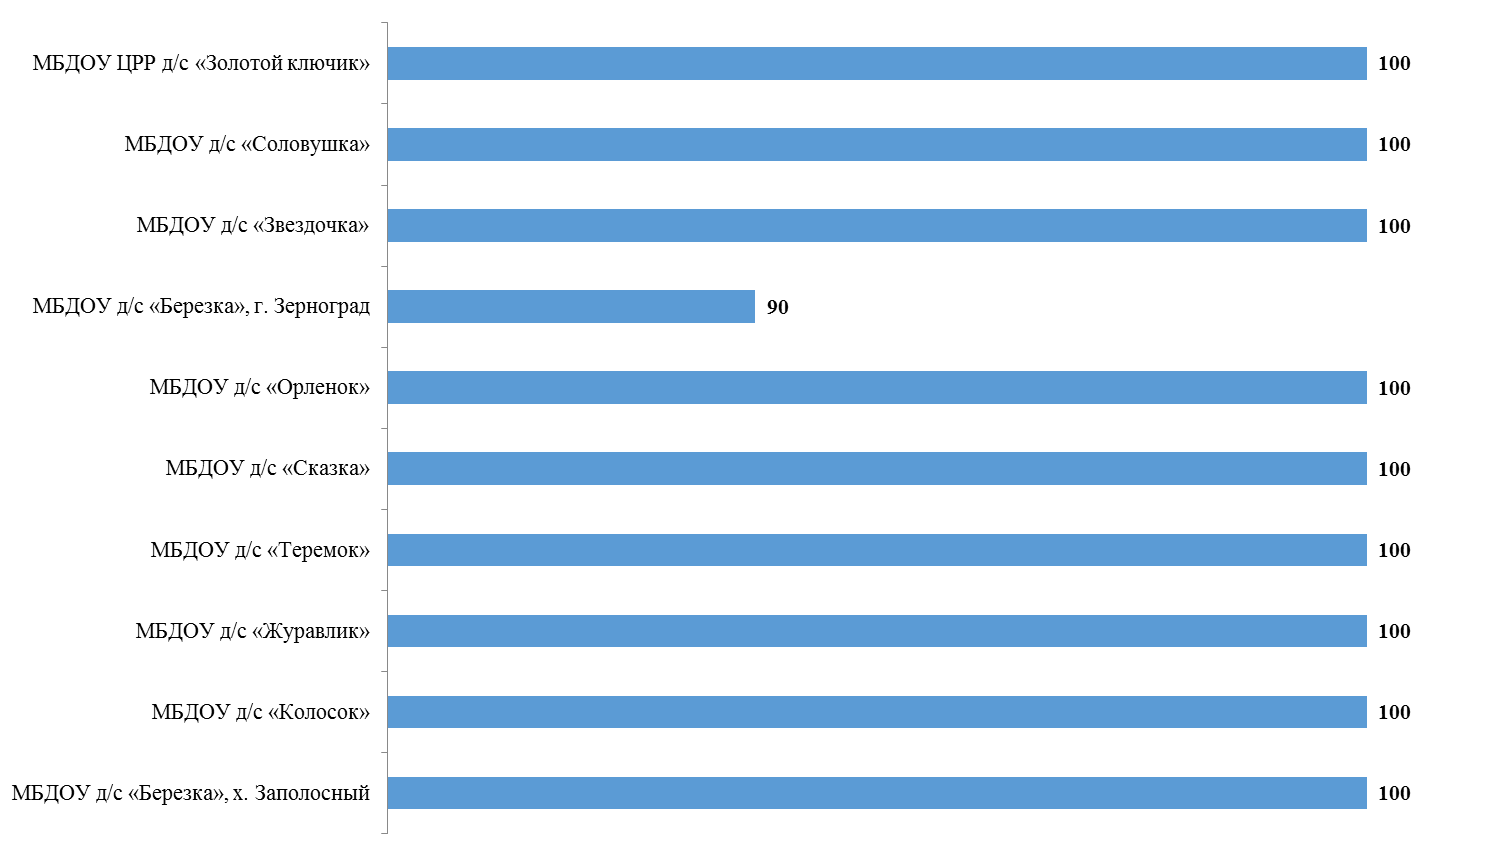 МБДОУ ЦРР д/с «Золотой ключик» 100
МБДОУ д/с «Соловушка» 100
МБДОУ д/с «Звездочка» 100
МБДОУ д/с «Березка», г. Зерноград 90
МБДОУ д/с «Орленок» 100
МБДОУ д/с «Сказка» 100
МБДОУ д/с «Теремок» 100
МБДОУ д/с «Журавлик» 100
МБДОУ д/с «Колосок» 100
МБДОУ д/с «Березка», х. Заполосный 100